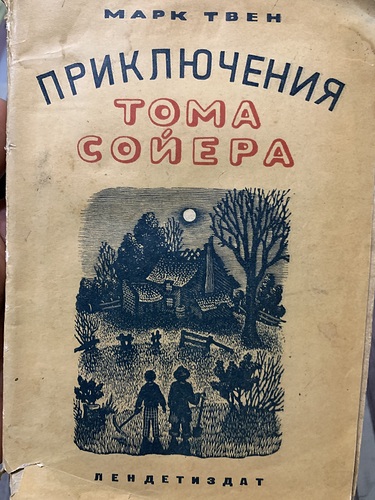 МАРК ТВЕН
ПРИКЛЮЧЕНИЯ
ТОМА
СОЙЕРА
ЛЕНДЕТИЗДАТ